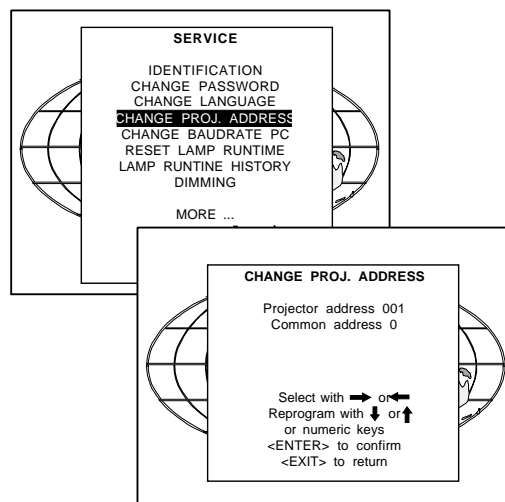 SERVICE
IDENTIFICATION
CHANGE PASSWORD
CHANGE LANGUAGE
CHANGE PROJ. ADDRESS
CHANGE BAUDRATE PC
RESET LAMP RUNTIME
LAMP RUNTINE HISTORY
DIMMING
MORE ...
CHANGE PROJ. ADDRESS
Projector address 001
Common address 0
Select with ➡ or⬅
Reprogram with ⬇ or⬆
or numeric keys
<ENTER> to confirm
<EXIT> to return